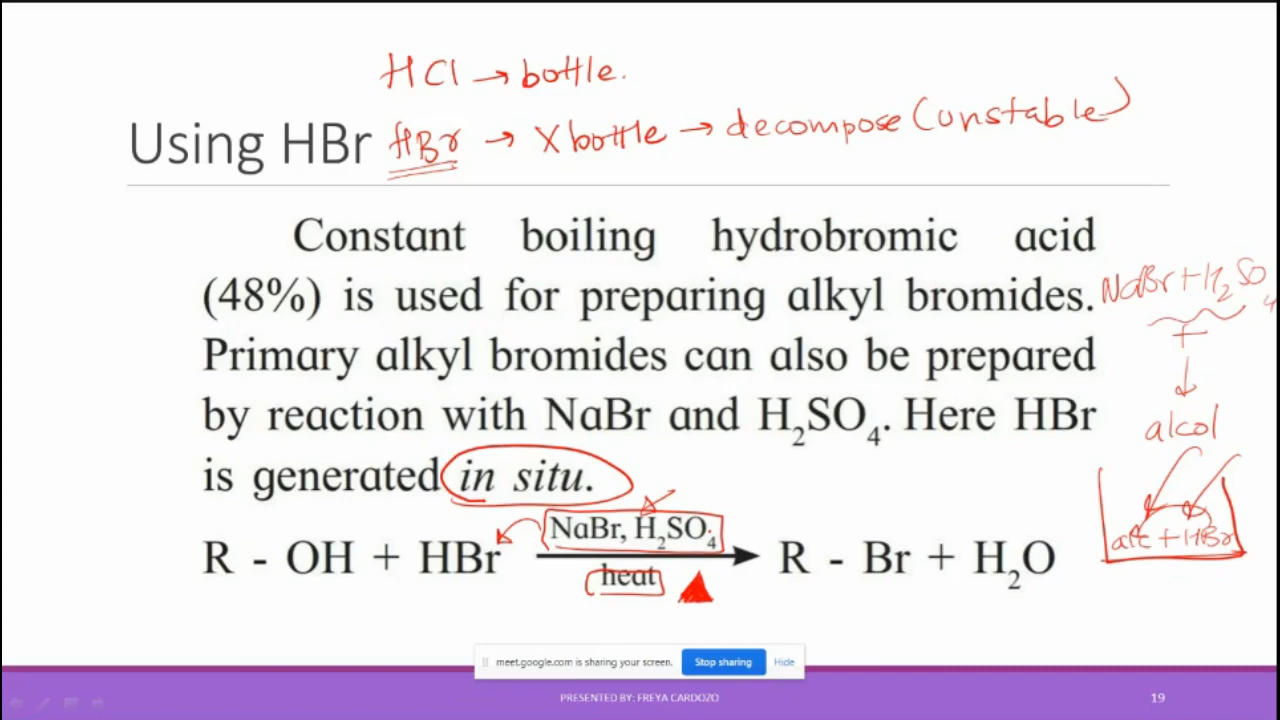 HCl → bottle.
Using HBr HBr → X bottle → decompose (unstable)
Constant boiling hydrobromic acid
(48%) is used for preparing alkyl bromides.
Primary alkyl bromides can also be prepared
by reaction with NaBr and H₂SO₄. Here HBr
is generated in situ.
NaBr, H₂SO₄
R - OH + HBr → R - Br + H₂O
heat
NaBr + H₂SO₄
+
↓
alcol
alc + HBr
meet.google.com is sharing your screen. Stop sharing Hide
PRESENTED BY: FREYA CARDOZO 19